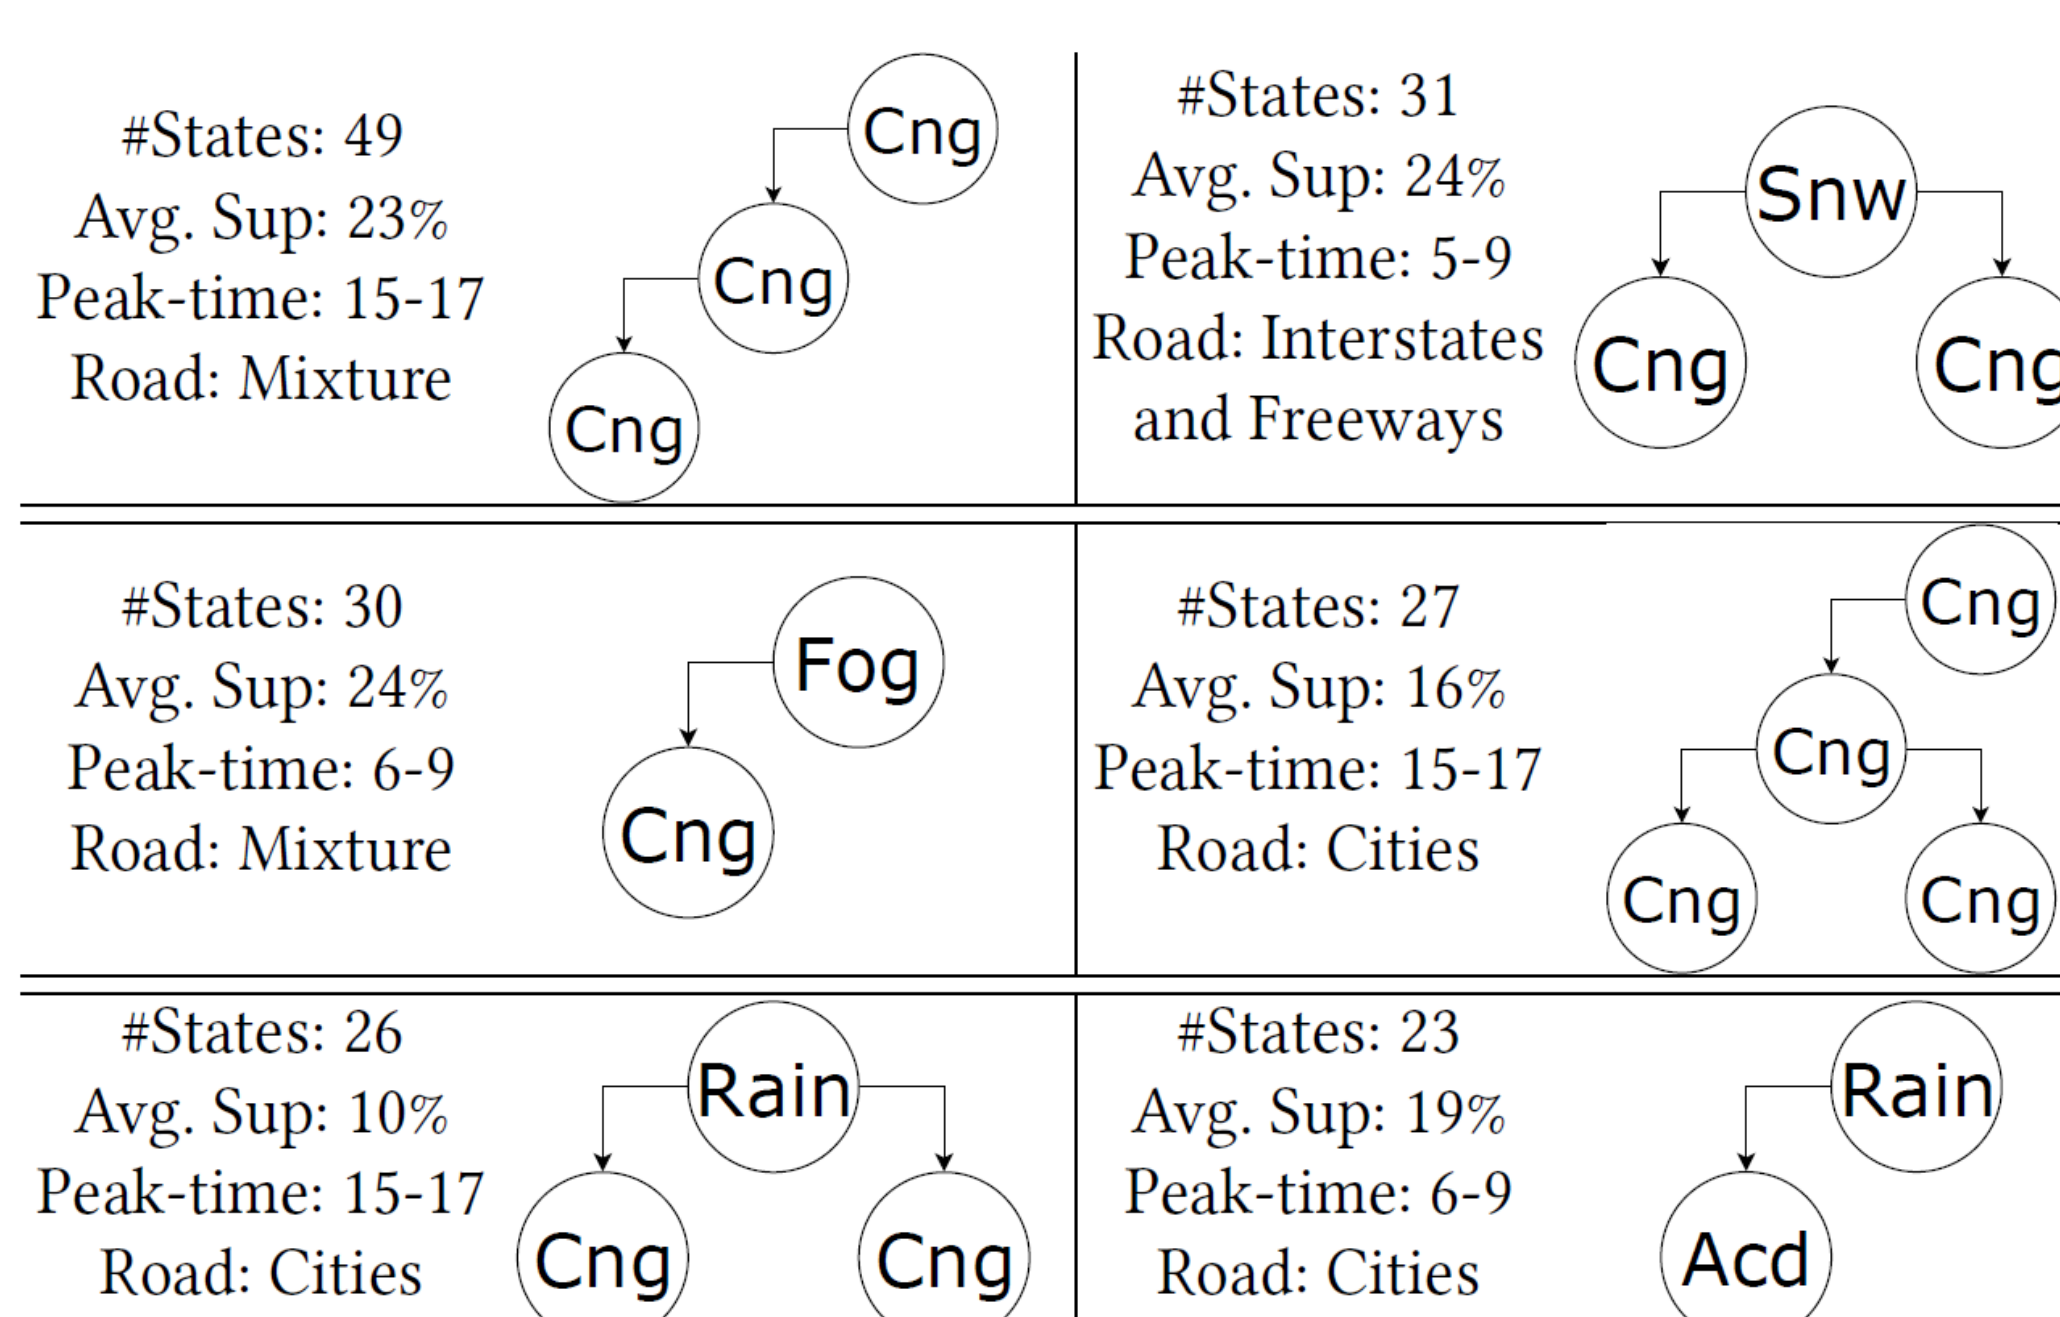 #States: 49
Avg. Sup: 23%
Peak-time: 15-17
Road: Mixture
Cng
Cng
Cng
#States: 31
Avg. Sup: 24%
Peak-time: 5-9
Road: Interstates
and Freeways
Snw
Cng
Cng
#States: 30
Avg. Sup: 24%
Peak-time: 6-9
Road: Mixture
Fog
Cng
#States: 27
Avg. Sup: 16%
Peak-time: 15-17
Road: Cities
Cng
Cng
Cng
Cng
#States: 26
Avg. Sup: 10%
Peak-time: 15-17
Road: Cities
Rain
Cng
Cng
#States: 23
Avg. Sup: 19%
Peak-time: 6-9
Road: Cities
Rain
Acd